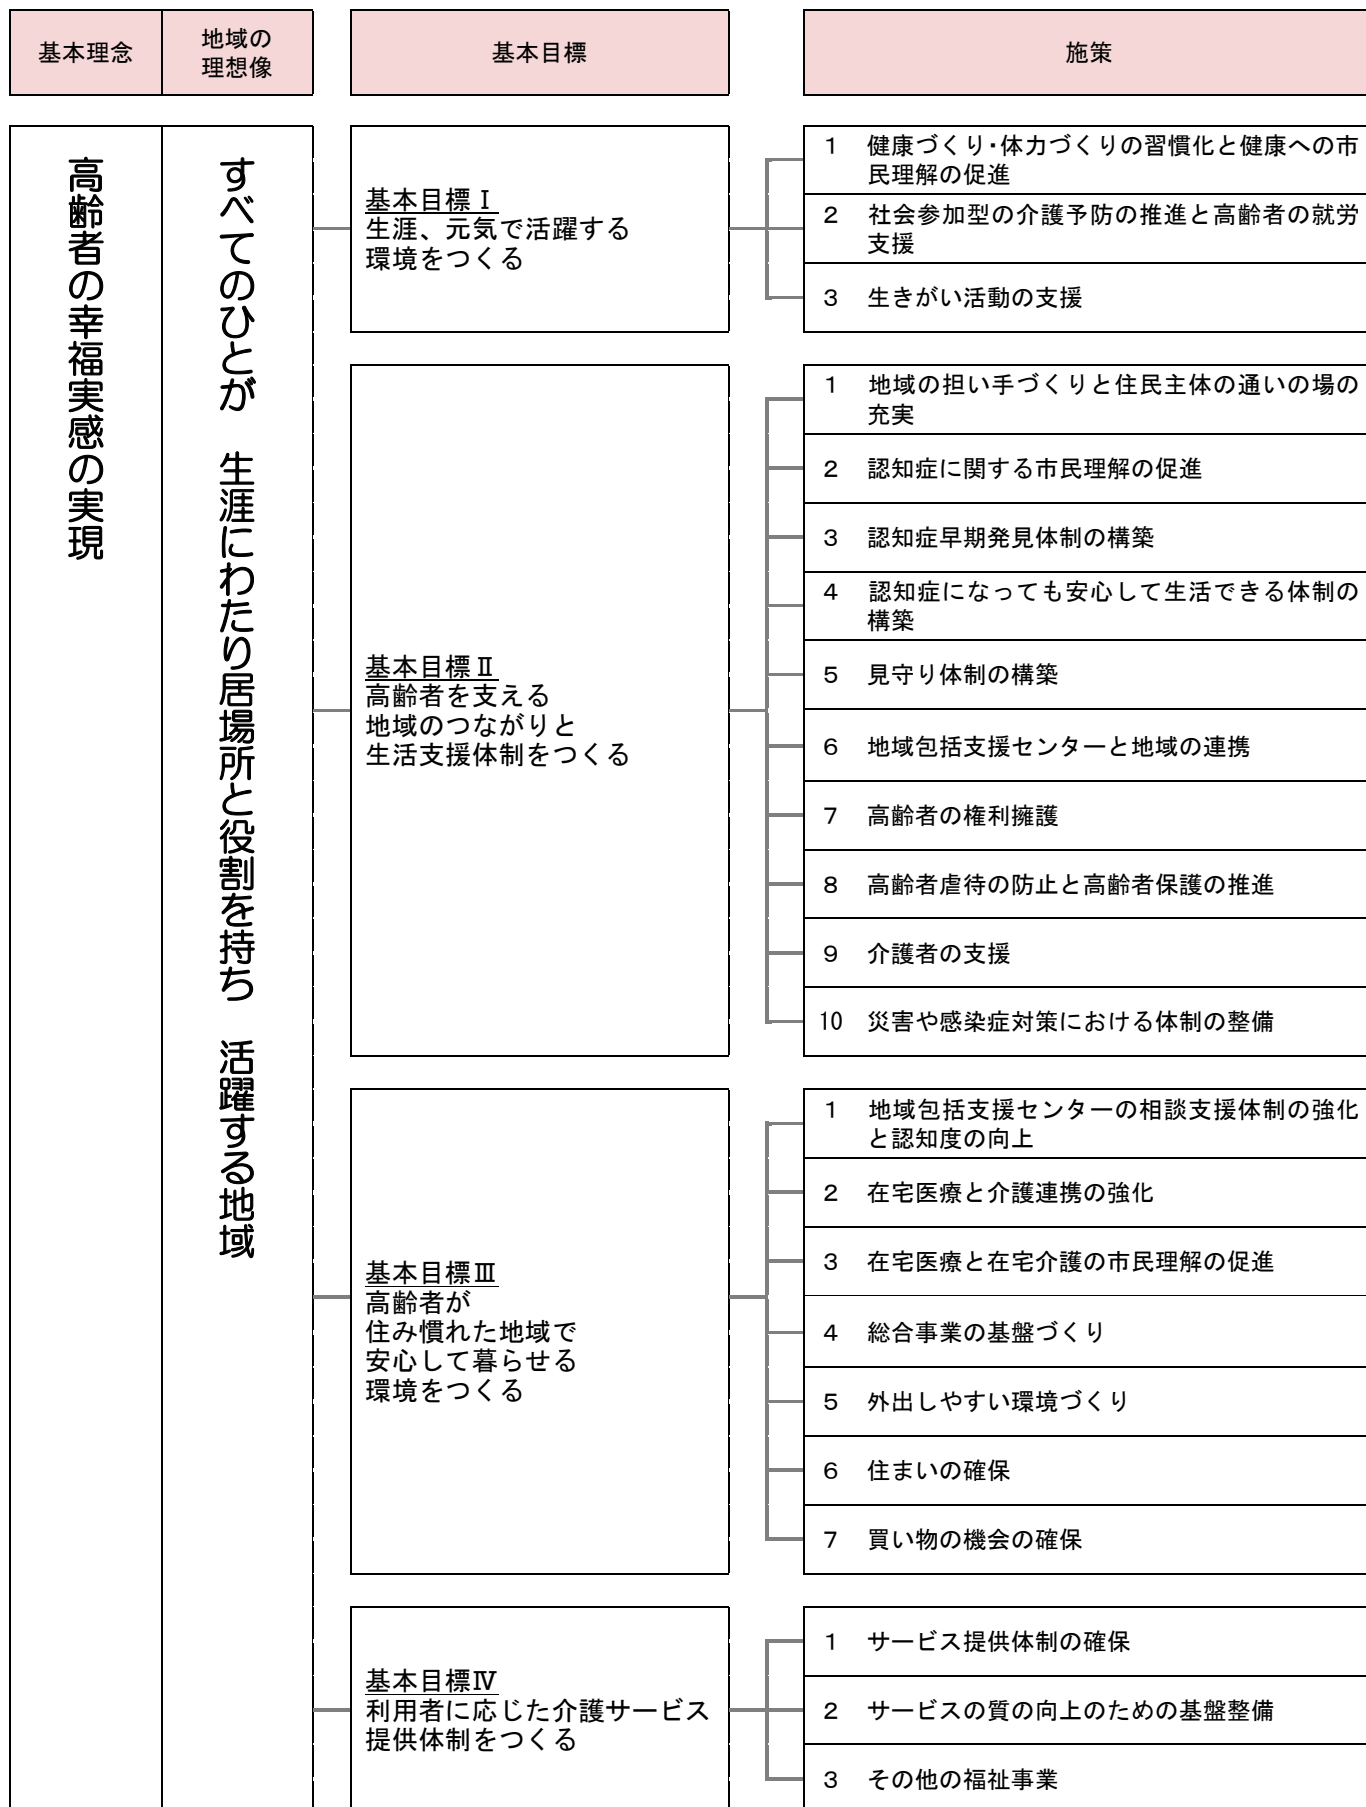 基本理念
地域の
理想像
基本目標
施策
高齢者の幸福実感の実現
すべてのひとが　生涯にわたり居場所と役割を持ち　活躍する地域
基本目標Ⅰ
生涯、元気で活躍する
環境をつくる
1　健康づくり・体力づくりの習慣化と健康への市
民理解の促進
2　社会参加型の介護予防の推進と高齢者の就労
支援
3　生きがい活動の支援
基本目標Ⅱ
高齢者を支える
地域のつながりと
生活支援体制をつくる
1　地域の担い手づくりと住民主体の通いの場の
充実
2　認知症に関する市民理解の促進
3　認知症早期発見体制の構築
4　認知症になっても安心して生活できる体制の
構築
5　見守り体制の構築
6　地域包括支援センターと地域の連携
7　高齢者の権利擁護
8　高齢者虐待の防止と高齢者保護の推進
9　介護者の支援
10　災害や感染症対策における体制の整備
基本目標Ⅲ
高齢者が
住み慣れた地域で
安心して暮らせる
環境をつくる
1　地域包括支援センターの相談支援体制の強化
と認知度の向上
2　在宅医療と介護連携の強化
3　在宅医療と在宅介護の市民理解の促進
4　総合事業の基盤づくり
5　外出しやすい環境づくり
6　住まいの確保
7　買い物の機会の確保
基本目標Ⅳ
利用者に応じた介護サービス
提供体制をつくる
1　サービス提供体制の確保
2　サービスの質の向上のための基盤整備
3　その他の福祉事業